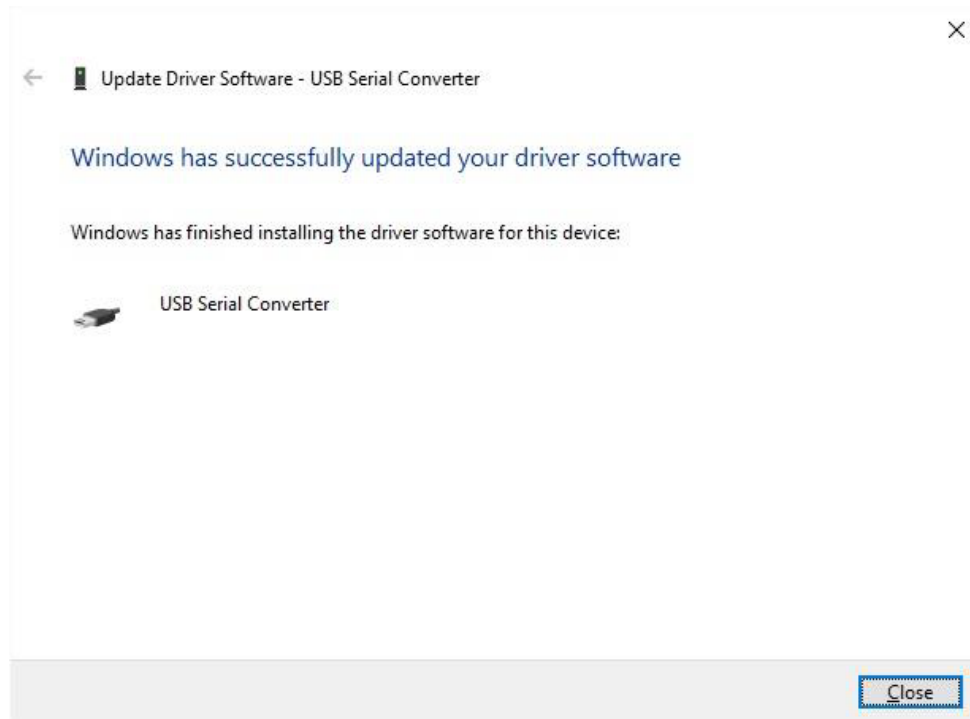 Update Driver Software - USB Serial Converter
Windows has successfully updated your driver software
Windows has finished installing the driver software for this device:
USB Serial Converter
Close